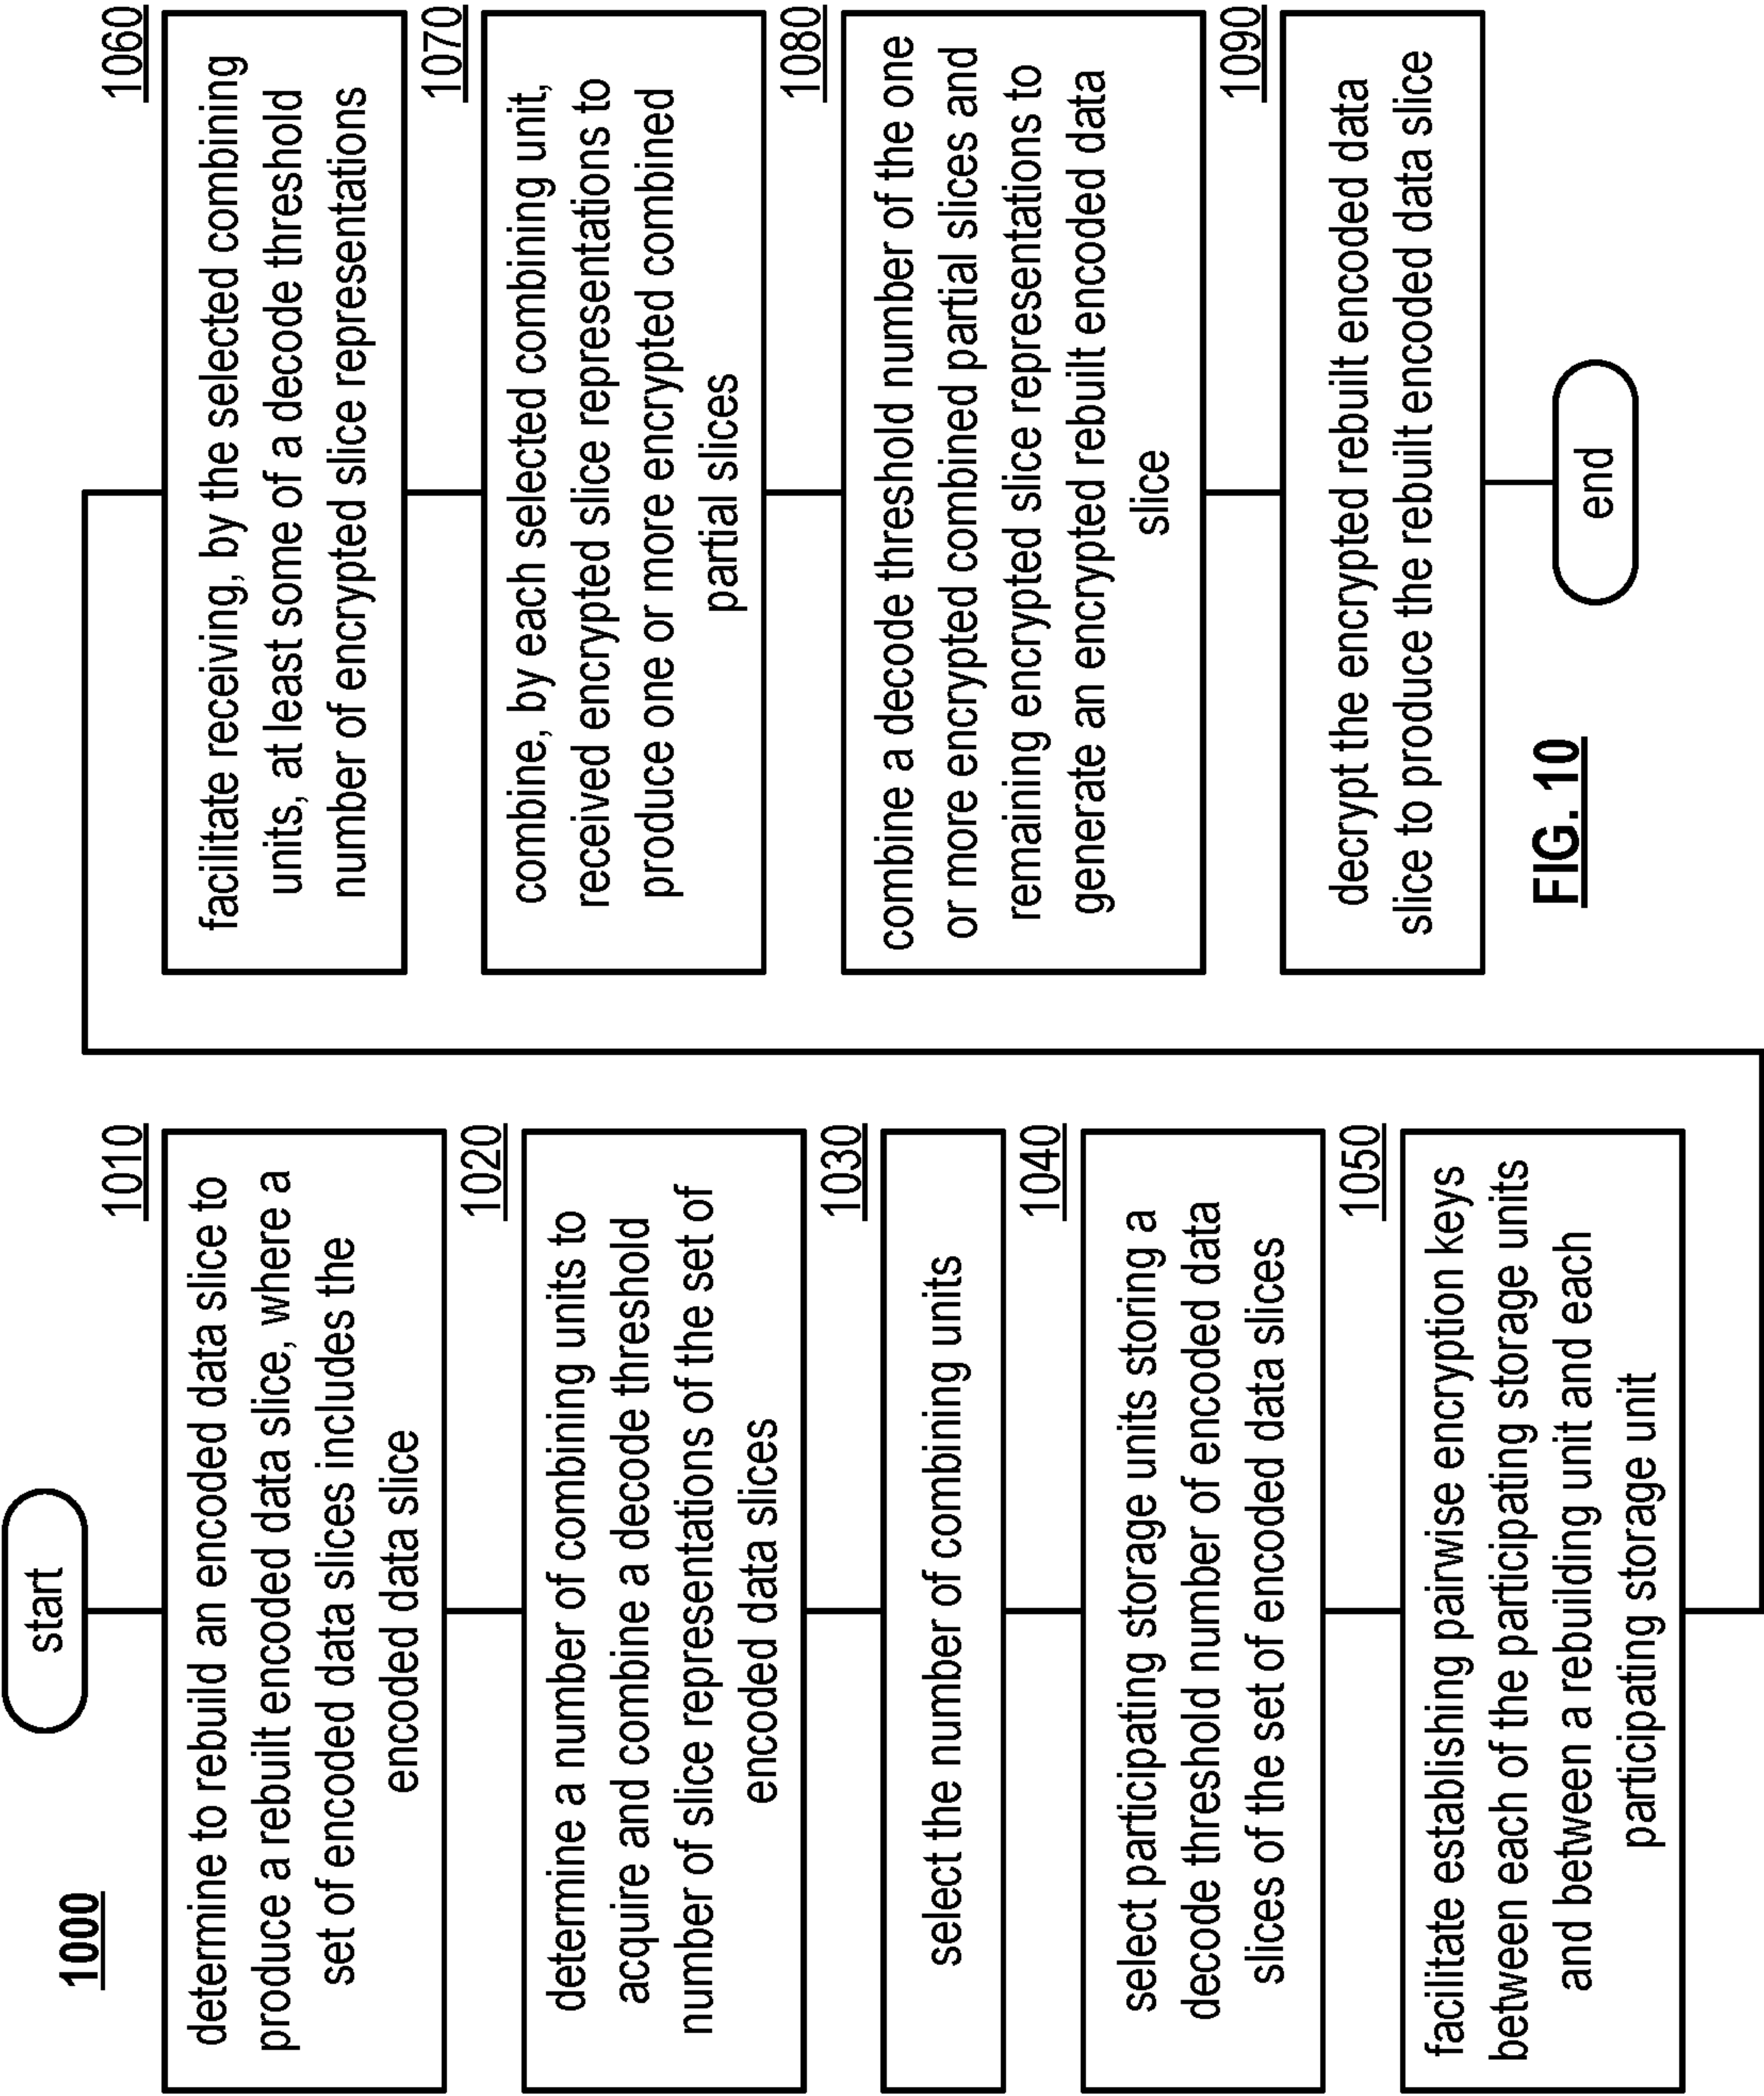 1000
start
1010
determine to rebuild an encoded data slice to
produce a rebuilt encoded data slice, where a
set of encoded data slices includes the
encoded data slice
1020
determine a number of combining units to
acquire and combine a decode threshold
number of slice representations of the set of
encoded data slices
1030
select the number of combining units
1040
select participating storage units storing a
decode threshold number of encoded data
slices of the set of encoded data slices
1050
facilitate establishing pairwise encryption keys
between each of the participating storage units
and between a rebuilding unit and each
participating storage unit
1060
facilitate receiving, by the selected combining
units, at least some of a decode threshold
number of encrypted slice representations
1070
combine, by each selected combining unit,
received encrypted slice representations to
produce one or more encrypted combined
partial slices
1080
combine a decode threshold number of the one
or more encrypted combined partial slices and
remaining encrypted slice representations to
generate an encrypted rebuilt encoded data
slice
1090
decrypt the encrypted rebuilt encoded data
slice to produce the rebuilt encoded data slice
end
FIG. 10